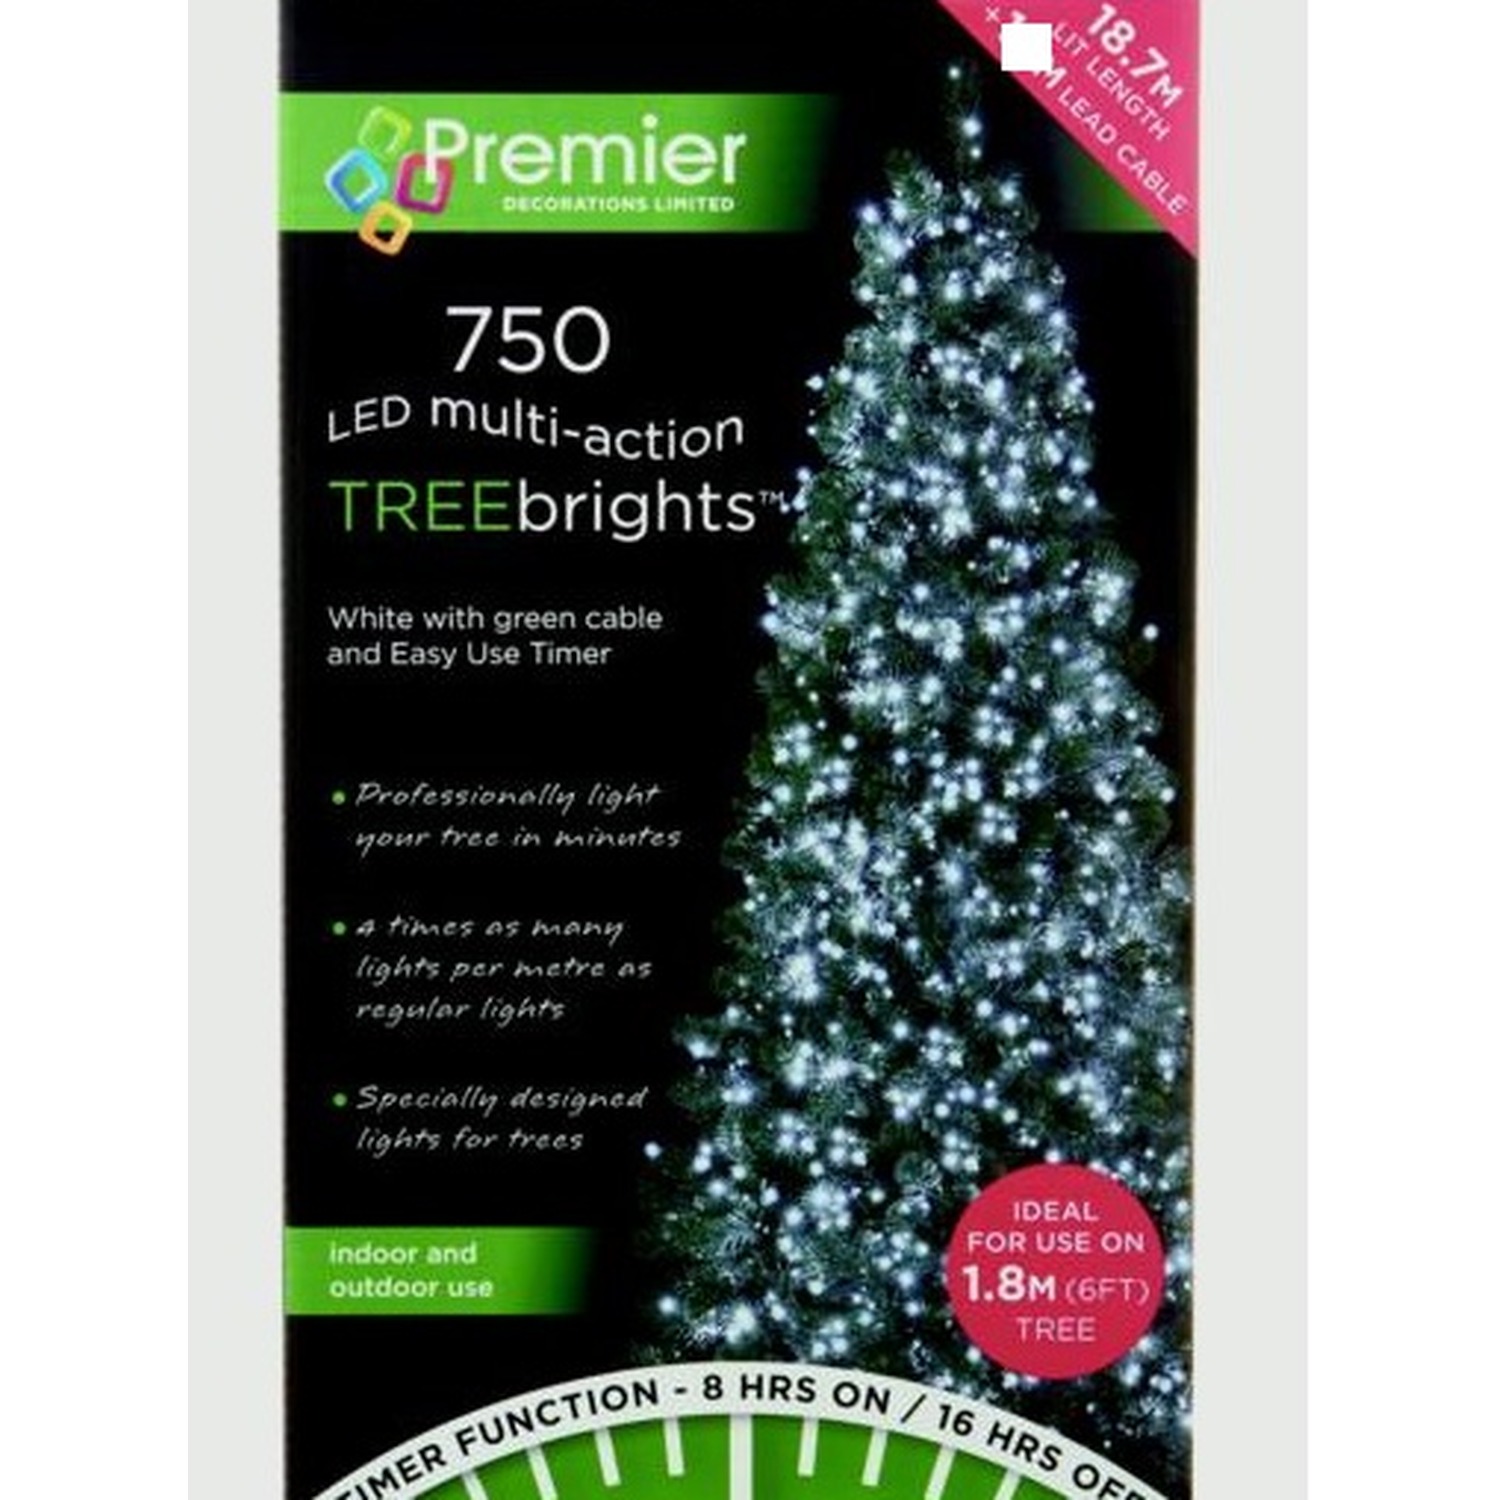 18.7M
LIT LENGTH
LEAD CABLE
Premier
DECORATIONS LIMITED
750
LED multi-action
TREEbrights™
White with green cable
and Easy Use Timer
• Professionally light
your tree in minutes
• 4 times as many
lights per metre as
regular lights
• Specially designed
lights for trees
indoor and
outdoor use
IDEAL
FOR USE ON
1.8M (6FT)
TREE
TIMER FUNCTION - 8 HRS ON / 16 HRS OFF